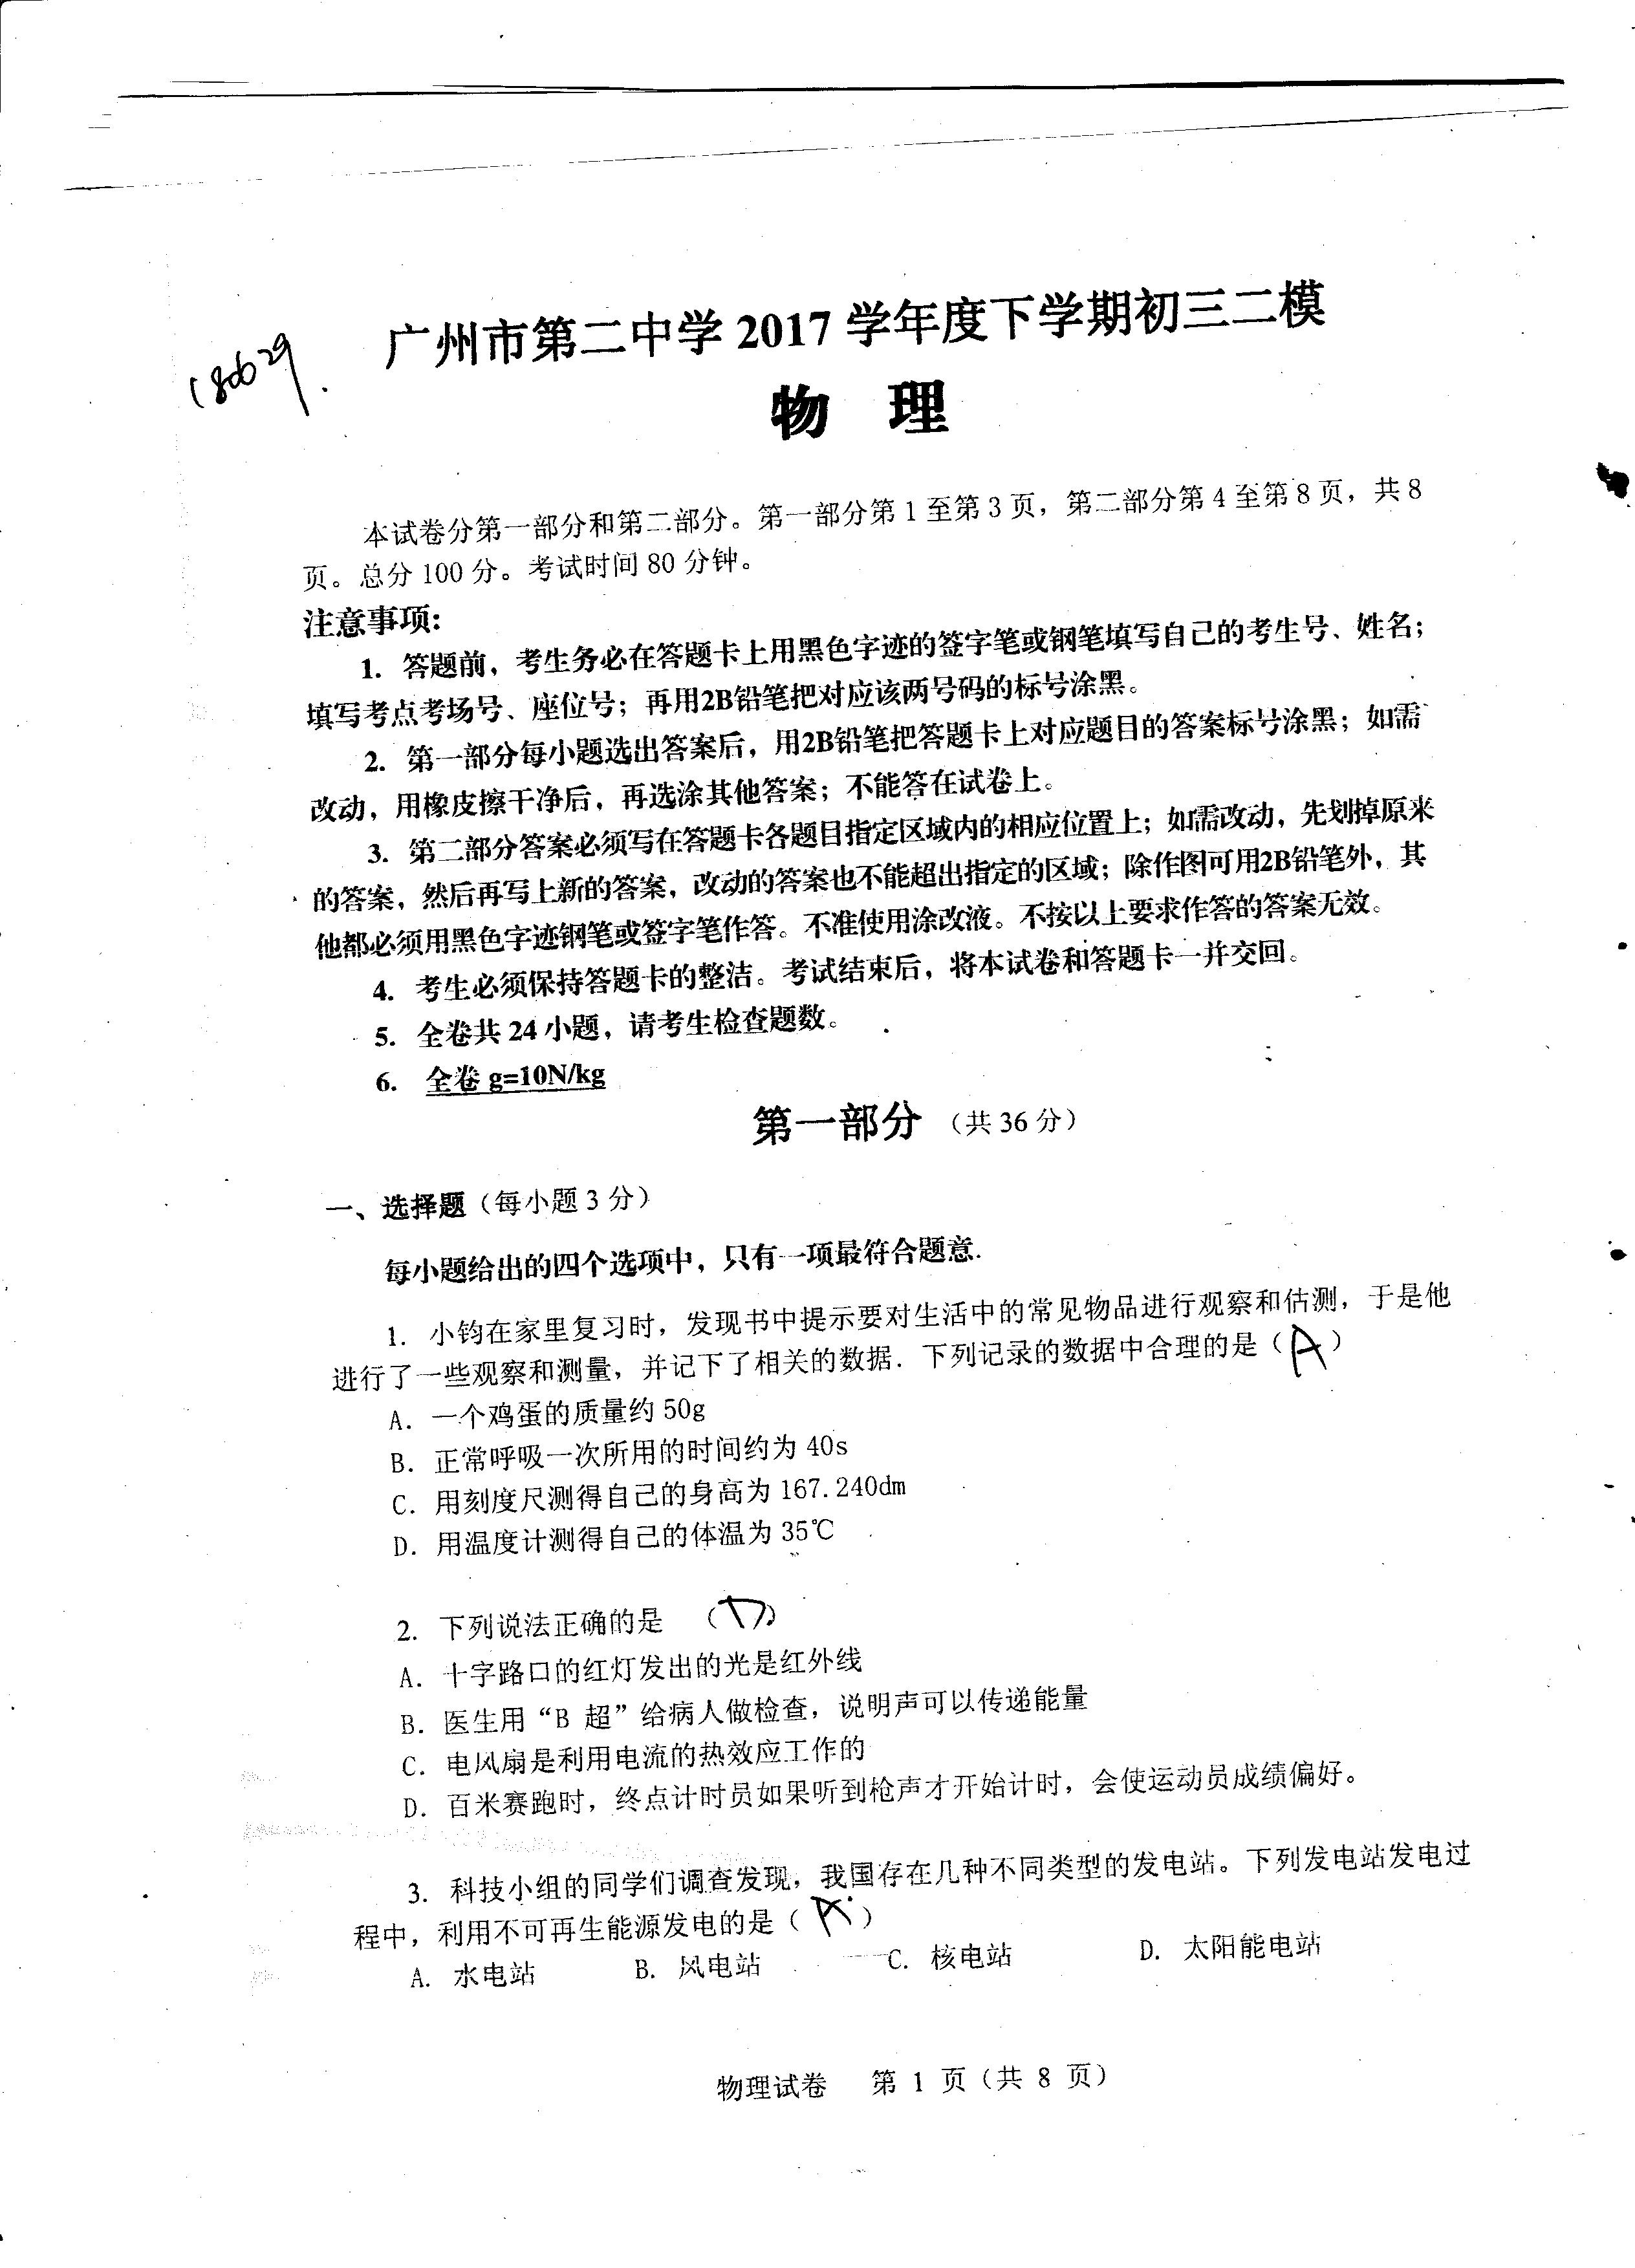 广州市第二中学 2017 学年度下学期初三二模
180629.
物 理
本试卷分第一部分和第二部分。第一部分第 1 至第 3 页，第二部分第 4 至第 8 页，共 8
页。总分 100 分。考试时间 80 分钟。
注意事项：
1. 答题前，考生务必在答题卡上用黑色字迹的签字笔或钢笔填写自己的考生号、姓名；
填写考点考场号、座位号；再用2B铅笔把对应该两号码的标号涂黑。
2. 第一部分每小题选出答案后，用2B铅笔把答题卡上对应题目的答案标号涂黑；如需
改动，用橡皮擦干净后，再选涂其他答案；不能答在试卷上。
3. 第二部分答案必须写在答题卡各题目指定区域内的相应位置上；如需改动，先划掉原来
的答案，然后再写上新的答案，改动的答案也不能超出指定的区域；除作图可用2B铅笔外，其
他都必须用黑色字迹钢笔或签字笔作答。不准使用涂改液。不按以上要求作答的答案无效。
4. 考生必须保持答题卡的整洁。考试结束后，将本试卷和答题卡一并交回。
5. 全卷共 24 小题，请考生检查题数。
6. 全卷 g=10N/kg
第一部分 （共 36 分）
一、选择题（每小题 3 分）
每小题给出的四个选项中，只有一项最符合题意.
1. 小钧在家里复习时，发现书中提示要对生活中的常见物品进行观察和估测，于是他
进行了一些观察和测量，并记下了相关的数据. 下列记录的数据中合理的是（ A ）
A. 一个鸡蛋的质量约 50g
B. 正常呼吸一次所用的时间约为 40s
C. 用刻度尺测得自己的身高为 167.240dm
D. 用温度计测得自己的体温为 35℃
2. 下列说法正确的是 （ D ）
A. 十字路口的红灯发出的光是红外线
B. 医生用“B 超”给病人做检查，说明声可以传递能量
C. 电风扇是利用电流的热效应工作的
D. 百米赛跑时，终点计时员如果听到枪声才开始计时，会使运动员成绩偏好。
3. 科技小组的同学们调查发现，我国存在几种不同类型的发电站。下列发电站发电过
程中，利用不可再生能源发电的是（ A ）
A. 水电站 B. 风电站 C. 核电站 D. 太阳能电站
物理试卷 第 1 页（共 8 页）